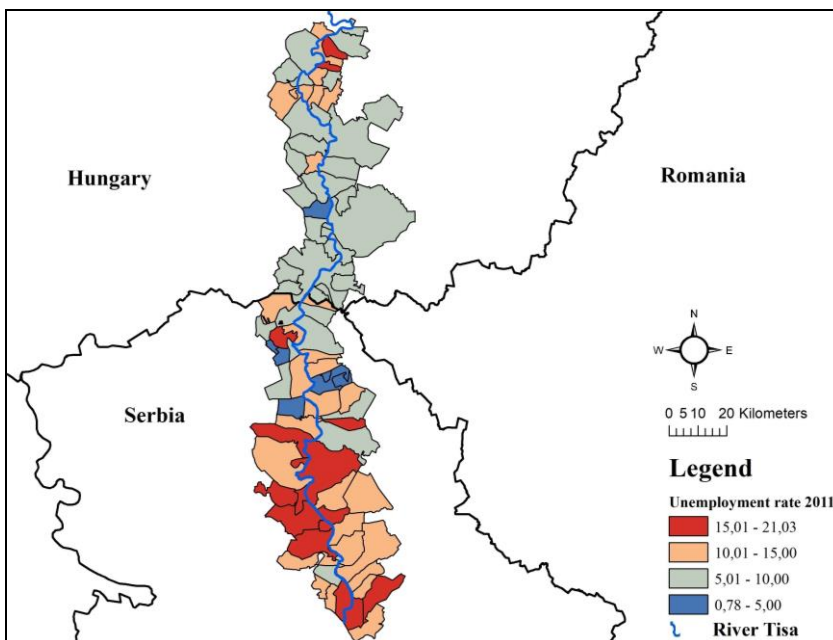 Hungary
Romania
Serbia
N
W E
S
0 5 10 20 Kilometers
Legend
Unemployment rate 2011
15,01 - 21,03
10,01 - 15,00
5,01 - 10,00
0,78 - 5,00
River Tisa